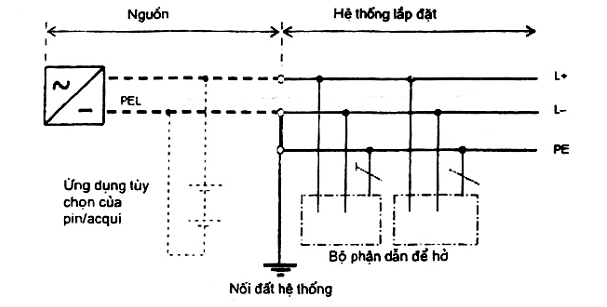 Nguồn
Hệ thống lắp đặt
L+
PEL
L–
PE
Ứng dụng tùy
chọn của
pin/acqui
Bộ phận dẫn để hở
Nối đất hệ thống